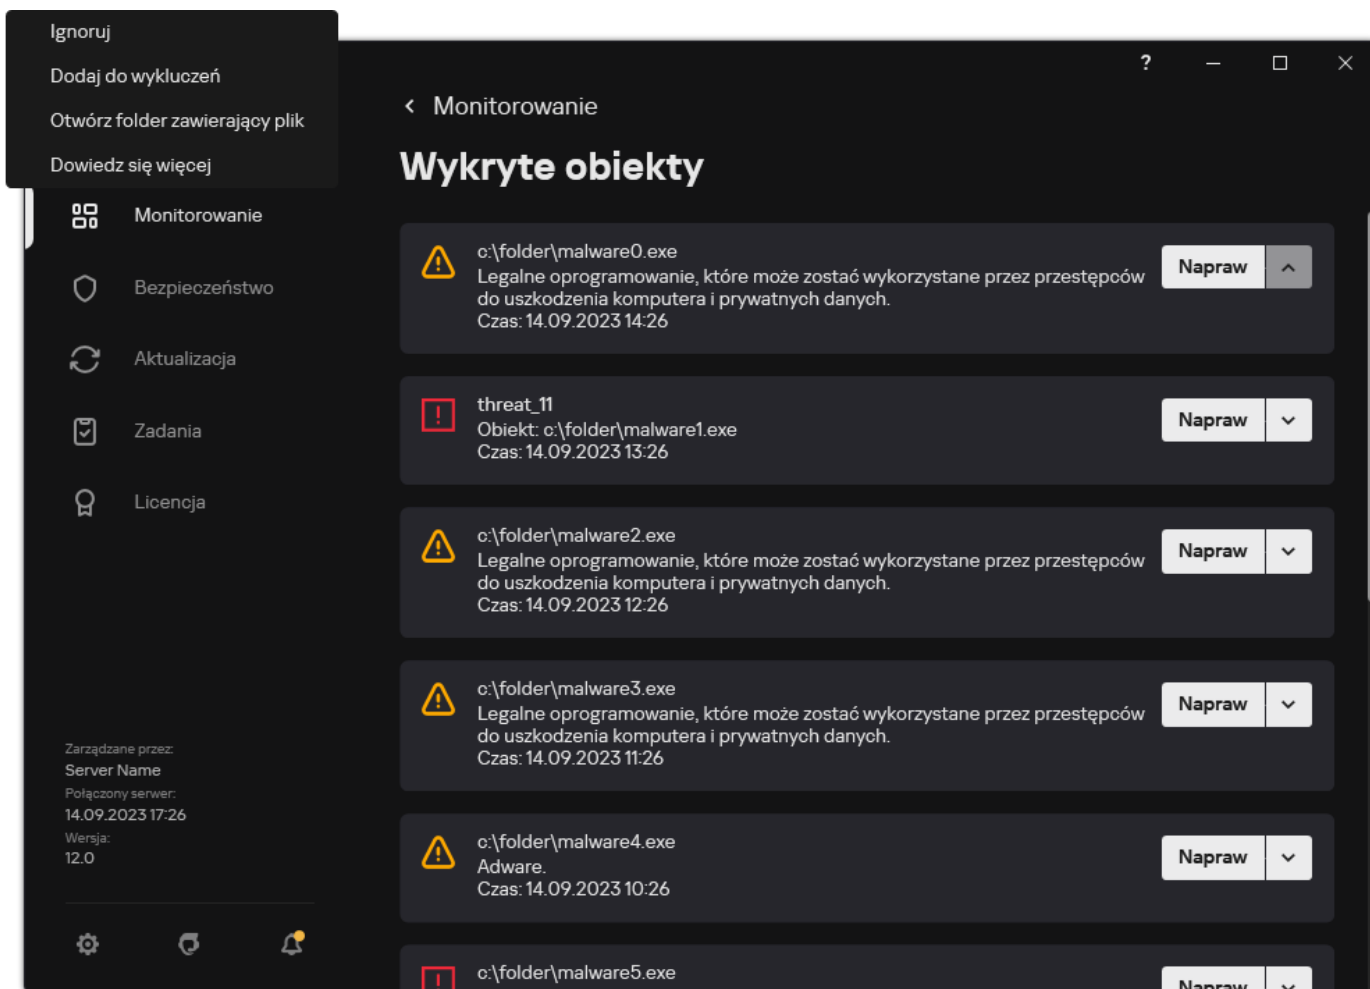 Ignoruj
Dodaj do wykluczeń
Otwórz folder zawierający plik
Dowiedz się więcej
?
Monitorowanie
Wykryte obiekty
Monitorowanie
Bezpieczeństwo
Aktualizacja
Zadania
Licencja
Zarządzane przez:
Server Name
Połączony serwer:
14.09.2023 17:26
Wersja:
12.0
c:\folder\malware0.exe
Legalne oprogramowanie, które może zostać wykorzystane przez przestępców
do uszkodzenia komputera i prywatnych danych.
Czas: 14.09.2023 14:26
Napraw
threat_11
Obiekt: c:\folder\malware1.exe
Czas: 14.09.2023 13:26
Napraw
c:\folder\malware2.exe
Legalne oprogramowanie, które może zostać wykorzystane przez przestępców
do uszkodzenia komputera i prywatnych danych.
Czas: 14.09.2023 12:26
Napraw
c:\folder\malware3.exe
Legalne oprogramowanie, które może zostać wykorzystane przez przestępców
do uszkodzenia komputera i prywatnych danych.
Czas: 14.09.2023 11:26
Napraw
c:\folder\malware4.exe
Adware.
Czas: 14.09.2023 10:26
Napraw
c:\folder\malware5.exe
Napraw